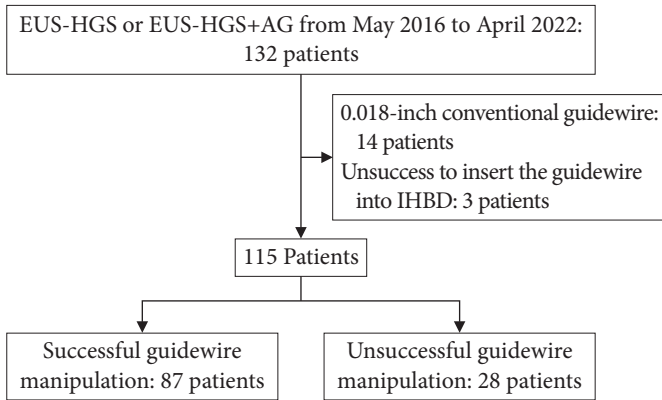 EUS-HGS or EUS-HGS+AG from May 2016 to April 2022:
132 patients
0.018-inch conventional guidewire:
14 patients
Unsuccess to insert the guidewire
into IHBD: 3 patients
115 Patients
Successful guidewire
manipulation: 87 patients
Unsuccessful guidewire
manipulation: 28 patients